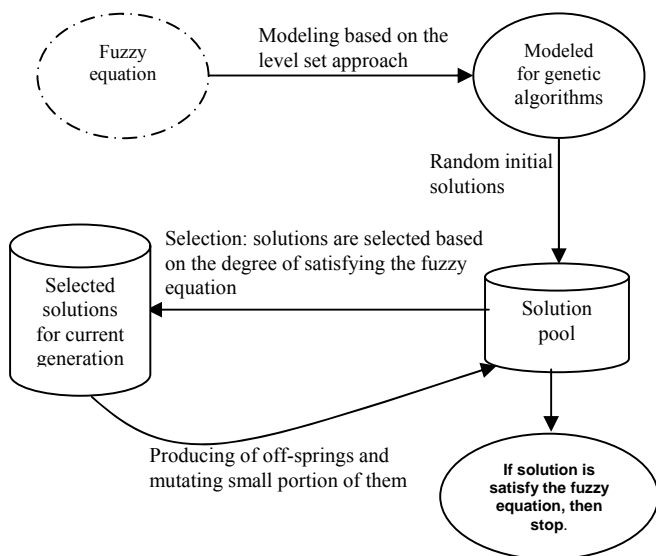 Fuzzy
equation
Modeling based on the
level set approach
Modeled
for genetic
algorithms
Random initial
solutions
Selection: solutions are selected based
on the degree of satisfying the fuzzy
equation
Selected
solutions
for current
generation
Solution
pool
Producing of off-springs and
mutating small portion of them
If solution is
satisfy the fuzzy
equation, then
stop.